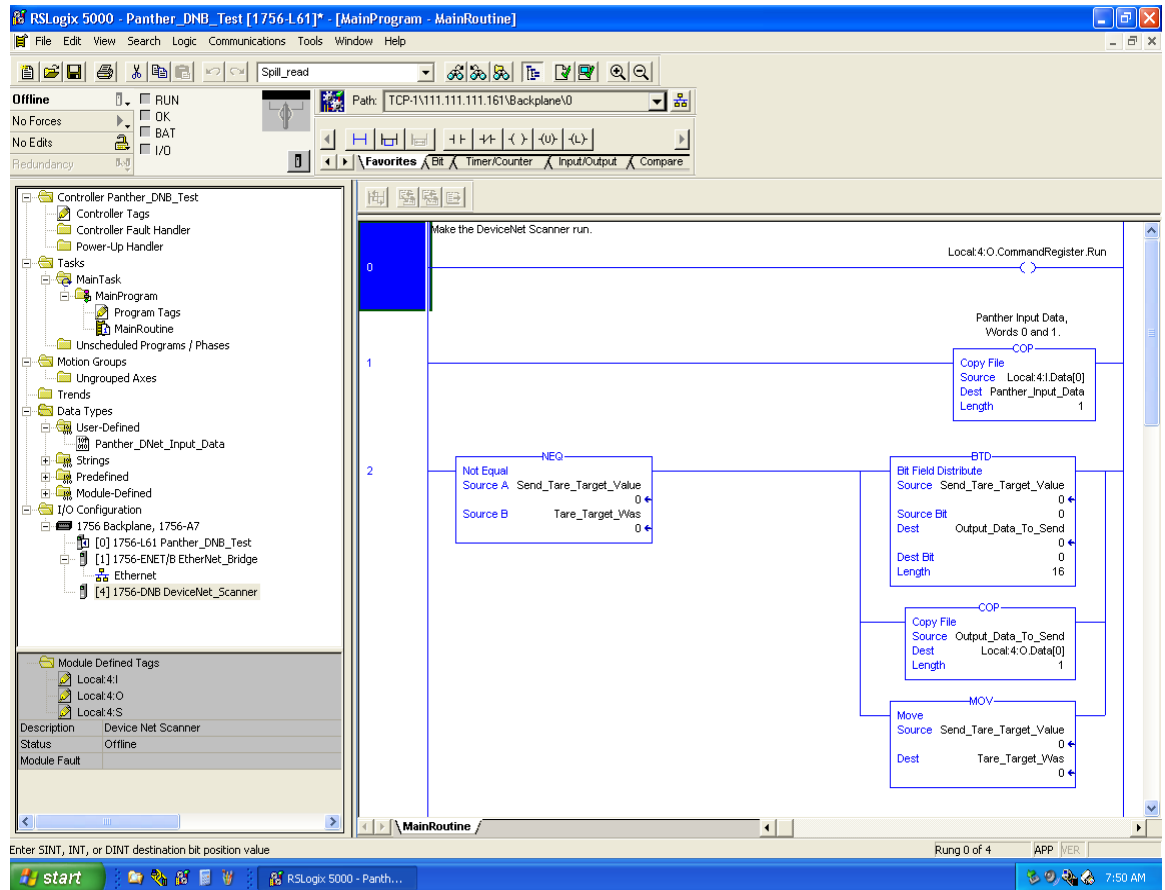 RSLogix 5000 - Panther_DNB_Test [1756-L61]* - [MainProgram - MainRoutine]
File Edit View Search Logic Communications Tools Window Help
Spill_read
Offline
RUN
No Forces
OK
No Edits
BAT
Redundancy
I/O
Path: TCP-1\111.111.111.161\Backplane\0
Favorites
Bit
Timer/Counter
Input/Output
Compare
Controller Panther_DNB_Test
Controller Tags
Controller Fault Handler
Power-Up Handler
Tasks
MainTask
MainProgram
Program Tags
MainRoutine
Unscheduled Programs / Phases
Motion Groups
Ungrouped Axes
Trends
Data Types
User-Defined
Panther_DNet_Input_Data
Strings
Predefined
Module-Defined
I/O Configuration
1756 Backplane, 1756-A7
[0] 1756-L61 Panther_DNB_Test
[1] 1756-ENET/B EtherNet_Bridge
Ethernet
[4] 1756-DNB DeviceNet_Scanner
Module Defined Tags
Local:4:I
Local:4:O
Local:4:S
Description Device Net Scanner
Status Offline
Module Fault
Make the DeviceNet Scanner run.
0
Local:4:O.CommandRegister.Run
1
Panther Input Data,
Words 0 and 1.
COP
Copy File
Source Local:4:I.Data[0]
Dest Panther_Input_Data
Length 1
2
NEQ
Not Equal
Source A Send_Tare_Target_Value
0
Source B Tare_Target_Was
0
BTD
Bit Field Distribute
Source Send_Tare_Target_Value
0
Source Bit 0
Dest Output_Data_To_Send
0
Dest Bit 0
Length 16
COP
Copy File
Source Output_Data_To_Send
Dest Local:4:O.Data[0]
Length 1
MOV
Move
Source Send_Tare_Target_Value
0
Dest Tare_Target_Was
0
MainRoutine
Enter SINT, INT, or DINT destination bit position value
Rung 0 of 4
APP
VER
start
RSLogix 5000 - Panth...
7:50 AM